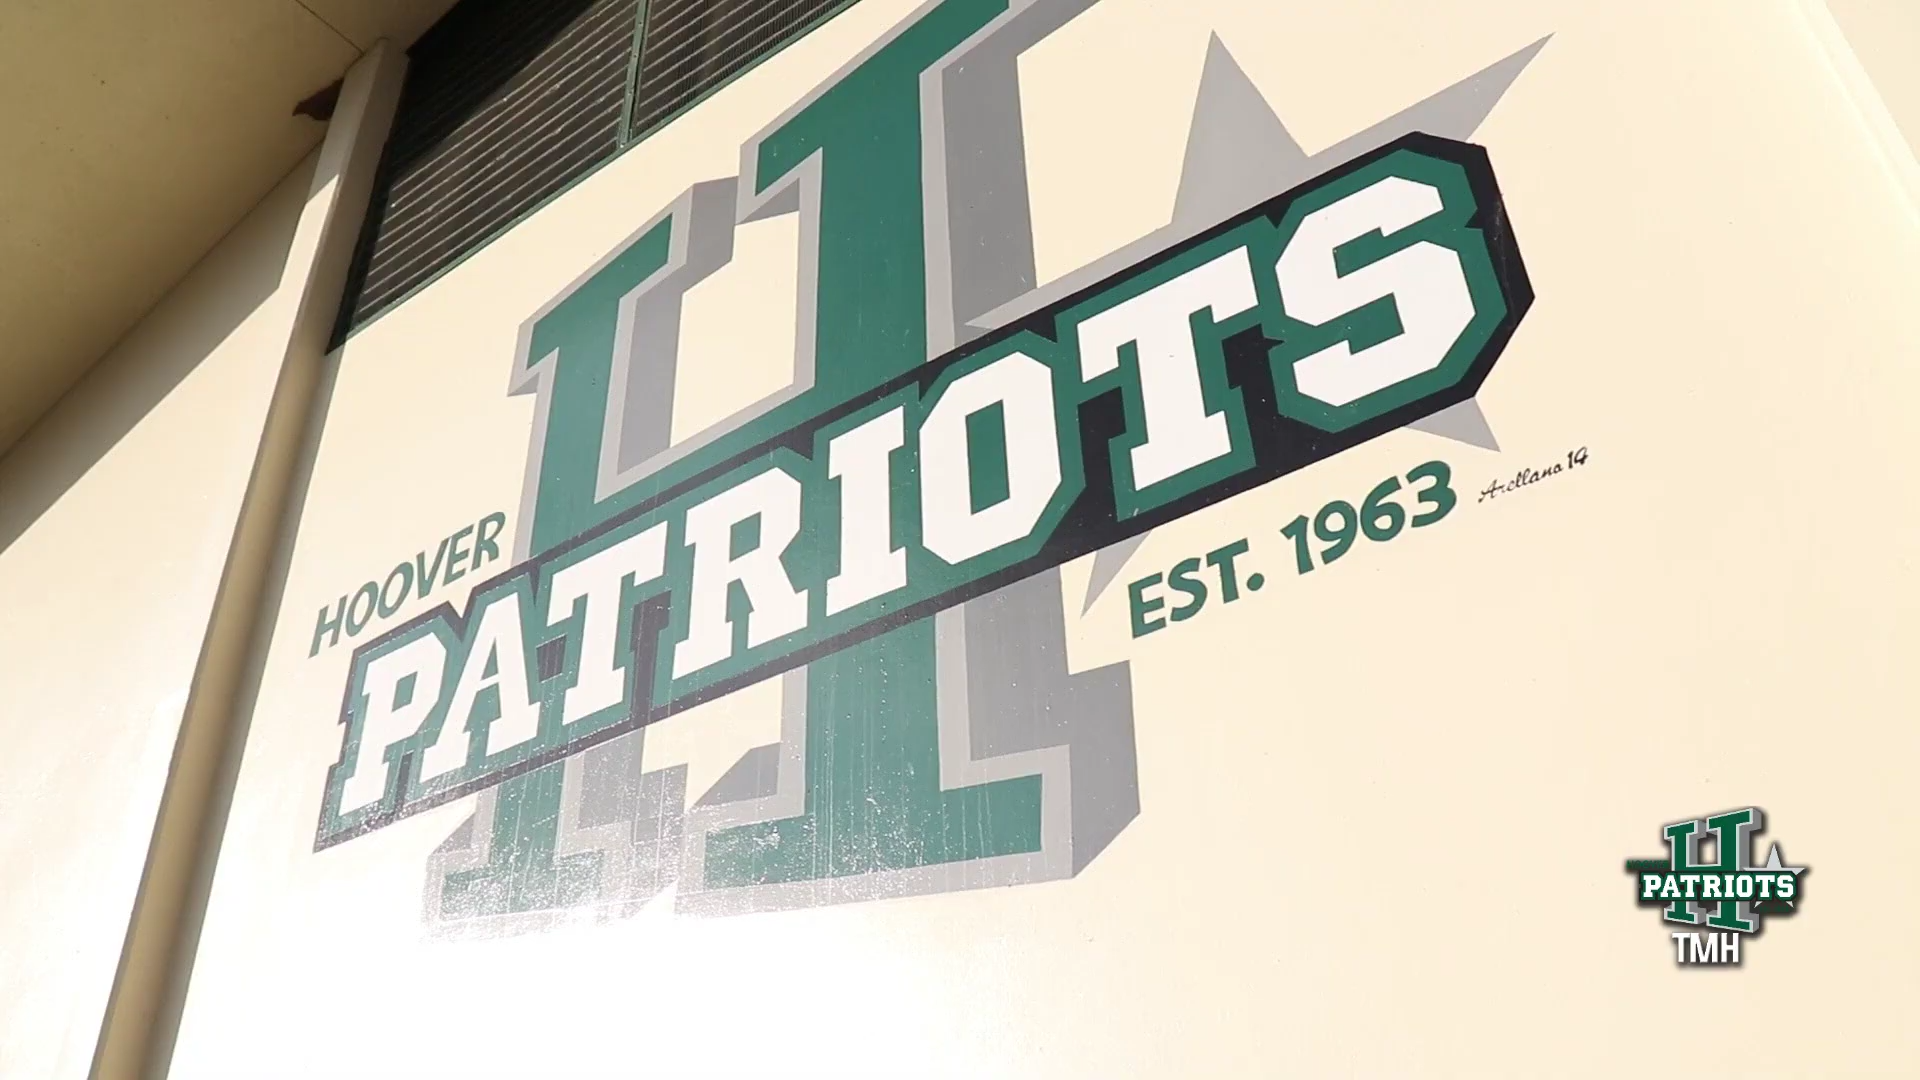 H
HOOVER
PATRIOTS
EST. 1963
Arellano 14
H
PATRIOTS
TMH